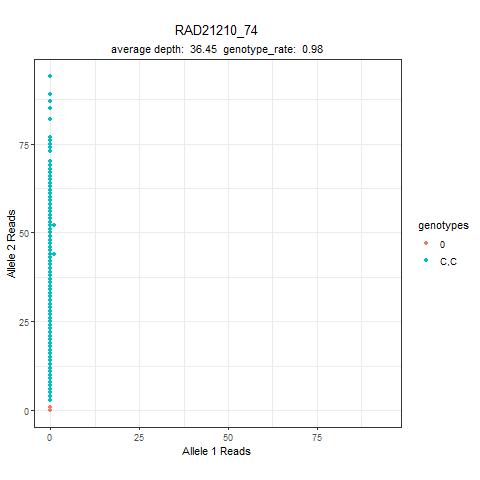 RAD21210_74
average depth: 36.45 genotype_rate: 0.98
75
50
25
0
Allele 2 Reads
0
25
50
75
Allele 1 Reads
genotypes
0
C,C